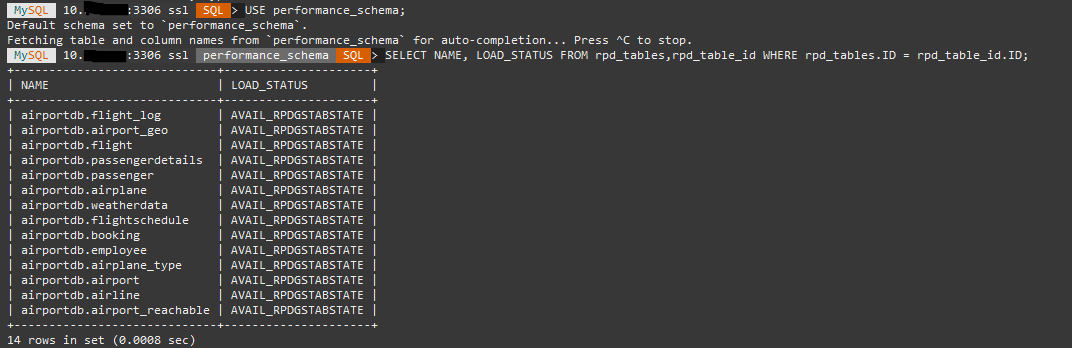 MySQL 10. :3306 ssl SQL > USE performance_schema;
Default schema set to `performance_schema`.
Fetching table and column names from `performance_schema` for auto-completion... Press ^C to stop.
MySQL 10. :3306 ssl performance_schema SQL > SELECT NAME, LOAD_STATUS FROM rpd_tables,rpd_table_id WHERE rpd_tables.ID = rpd_table_id.ID;
+----------------------------+---------------------+
| NAME | LOAD_STATUS |
+----------------------------+---------------------+
| airportdb.flight_log | AVAIL_RPDGSTABSTATE |
| airportdb.airport_geo | AVAIL_RPDGSTABSTATE |
| airportdb.flight | AVAIL_RPDGSTABSTATE |
| airportdb.passengerdetails | AVAIL_RPDGSTABSTATE |
| airportdb.passenger | AVAIL_RPDGSTABSTATE |
| airportdb.airplane | AVAIL_RPDGSTABSTATE |
| airportdb.weatherdata | AVAIL_RPDGSTABSTATE |
| airportdb.flightschedule | AVAIL_RPDGSTABSTATE |
| airportdb.booking | AVAIL_RPDGSTABSTATE |
| airportdb.employee | AVAIL_RPDGSTABSTATE |
| airportdb.airplane_type | AVAIL_RPDGSTABSTATE |
| airportdb.airport | AVAIL_RPDGSTABSTATE |
| airportdb.airline | AVAIL_RPDGSTABSTATE |
| airportdb.airport_reachable | AVAIL_RPDGSTABSTATE |
+----------------------------+---------------------+
14 rows in set (0.0008 sec)